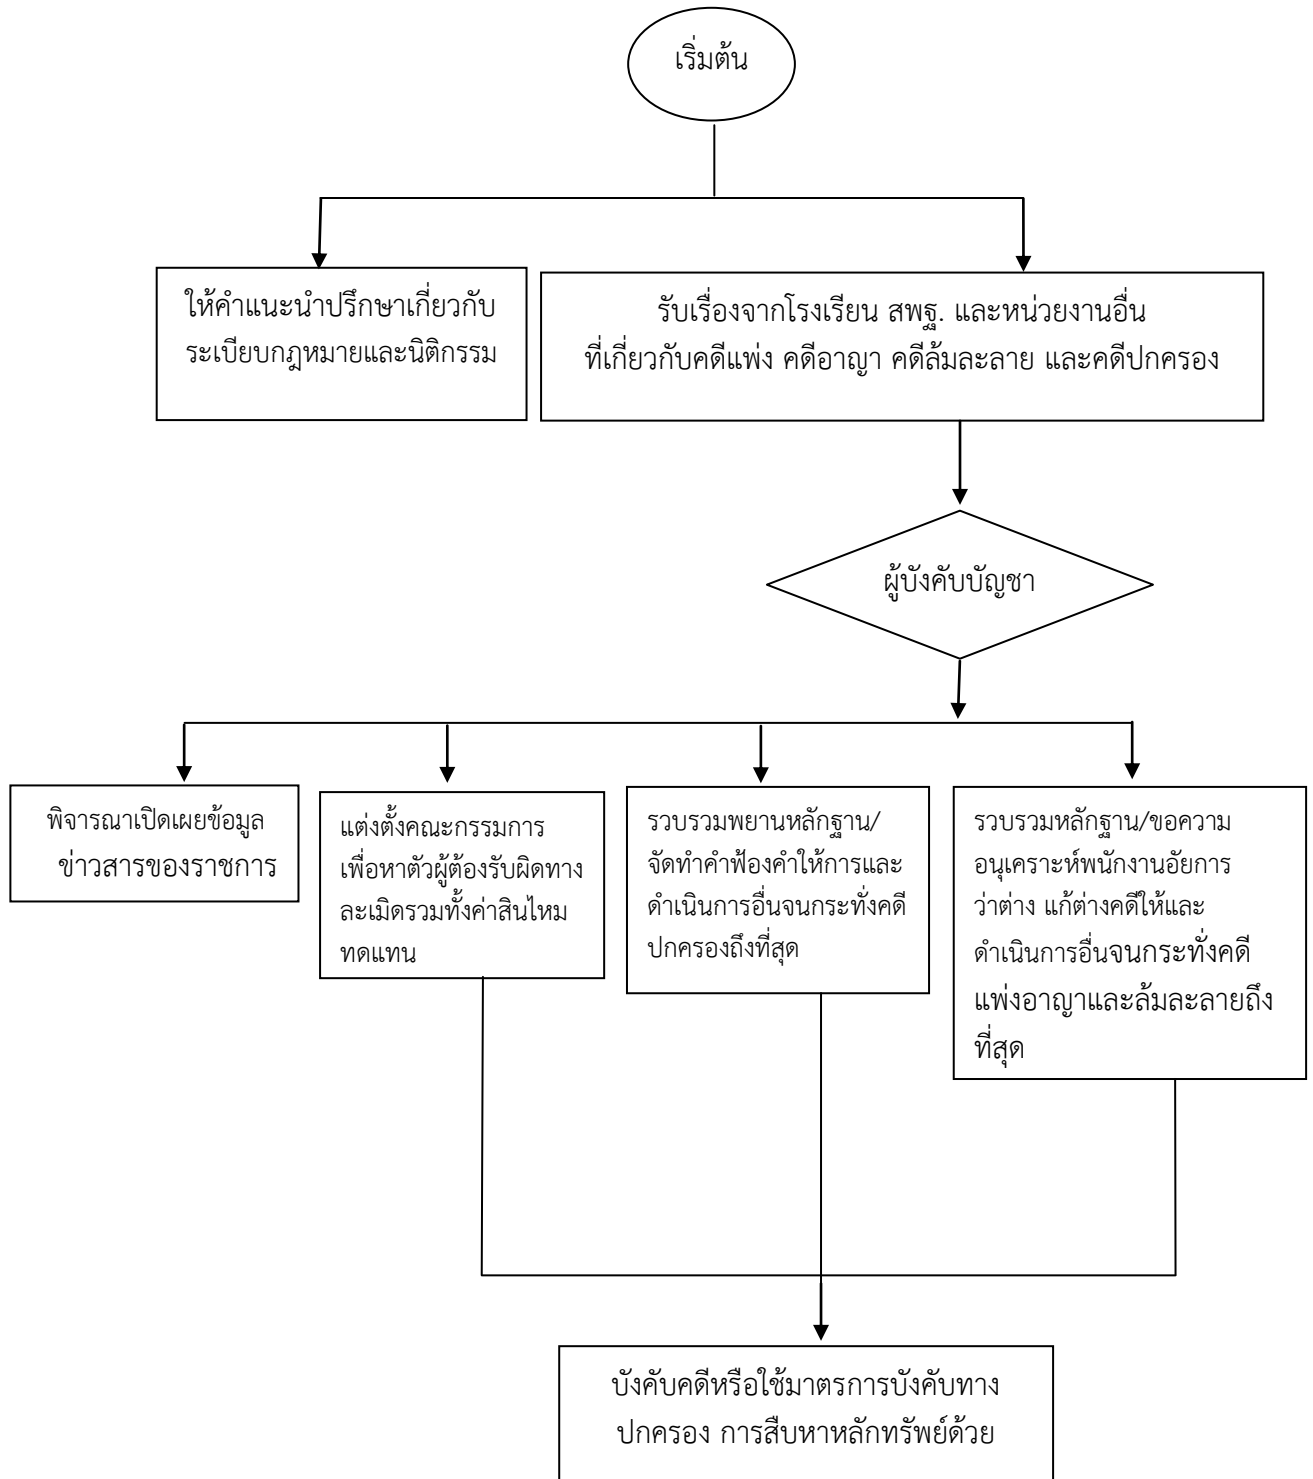 เริ่มต้น
ให้คำแนะนำปรึกษาเกี่ยวกับ
ระเบียบกฎหมายและนิติกรรม
รับเรื่องจากโรงเรียน สพฐ. และหน่วยงานอื่น
ที่เกี่ยวกับคดีแพ่ง คดีอาญา คดีล้มละลาย และคดีปกครอง
ผู้บังคับบัญชา
พิจารณาเปิดเผยข้อมูล
ข่าวสารของราชการ
แต่งตั้งคณะกรรมการ
เพื่อหาตัวผู้ต้องรับผิดทาง
ละเมิดรวมทั้งค่าสินไหม
ทดแทน
รวบรวมพยานหลักฐาน/
จัดทำคำฟ้องคำให้การและ
ดำเนินการอื่นจนกระทั่งคดี
ปกครองถึงที่สุด
รวบรวมหลักฐาน/ขอความ
อนุเคราะห์พนักงานอัยการ
ว่าต่าง แก้ต่างคดีให้และ
ดำเนินการอื่นจนกระทั่งคดี
แพ่งอาญาและล้มละลายถึง
ที่สุด
บังคับคดีหรือใช้มาตรการบังคับทาง
ปกครอง การสืบหาหลักทรัพย์ด้วย